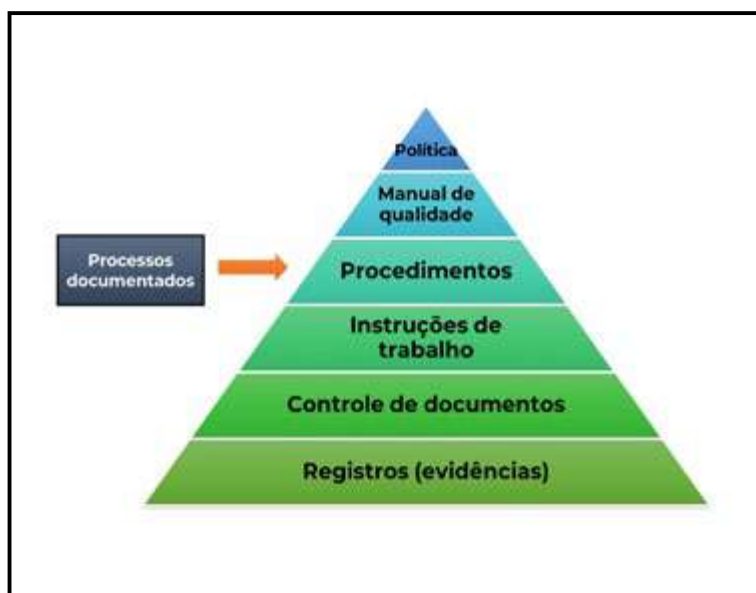 Política
Manual de
qualidade
Processos
documentados
Procedimentos
Instruções de
trabalho
Controle de documentos
Registros (evidências)